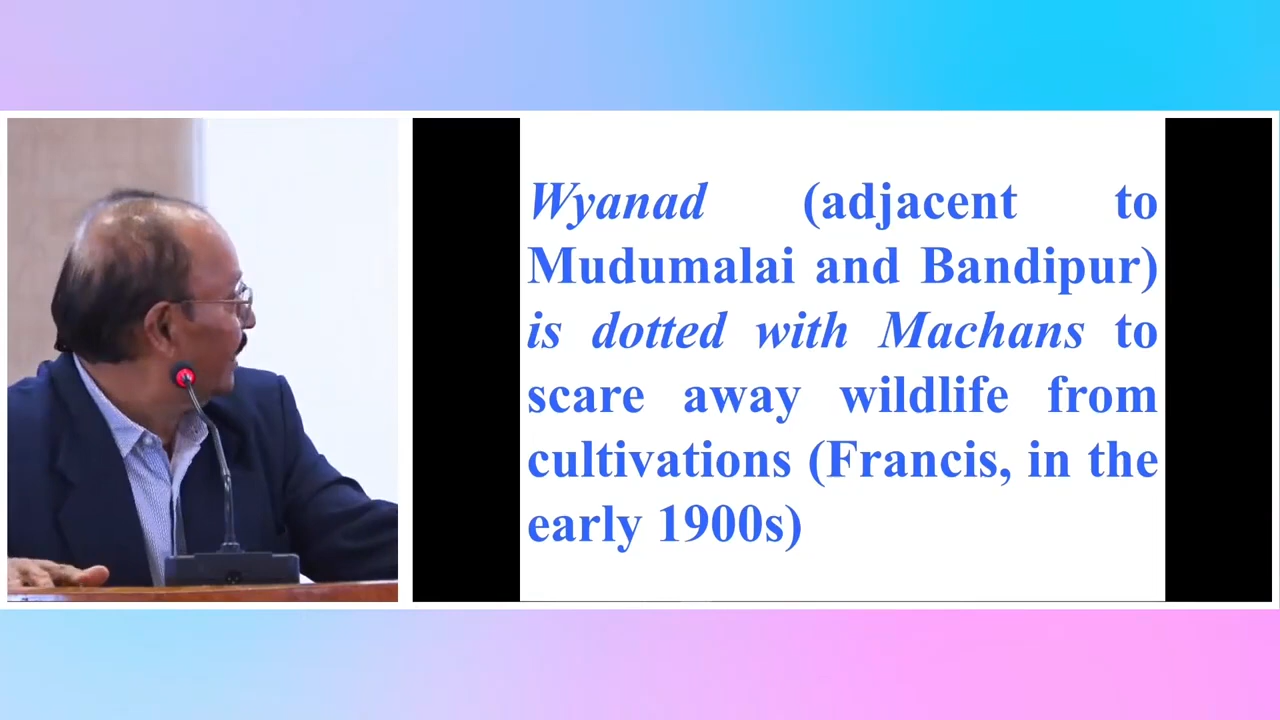 Wyanad (adjacent to
Mudumalai and Bandipur)
is dotted with Machans to
scare away wildlife from
cultivations (Francis, in the
early 1900s)